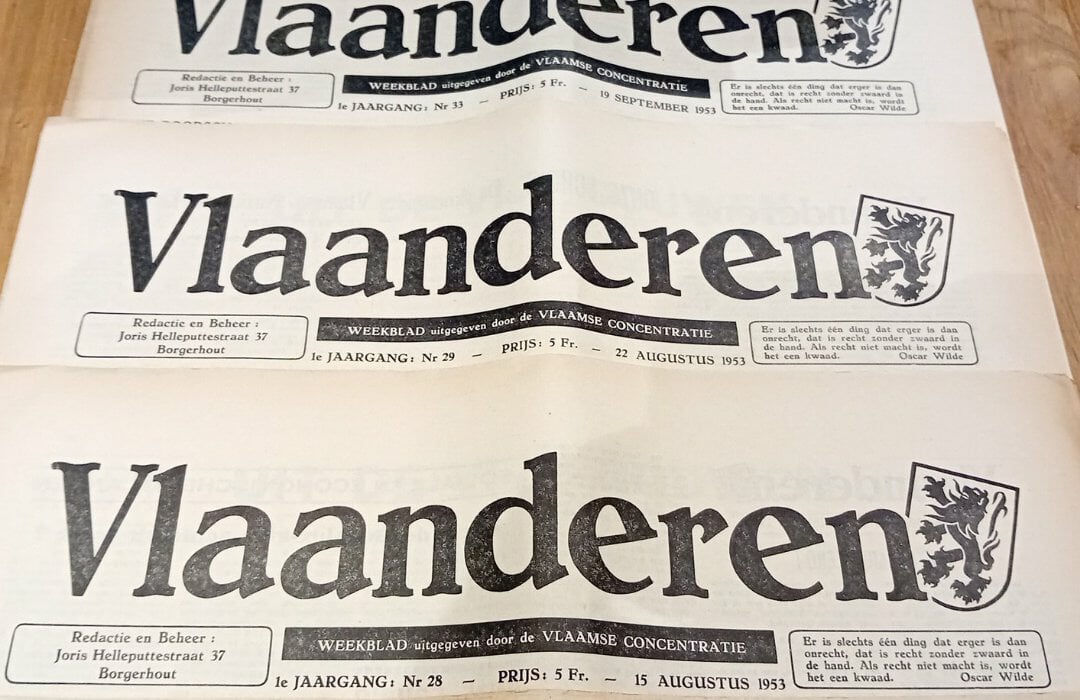 Vlaanderen
Redactie en Beheer :
Joris Helleputtestraat 37
Borgerhout
WEEKBLAD uitgegeven door de VLAAMSE CONCENTRATIE
1e JAARGANG: Nr 33 — PRIJS: 5 Fr. — 19 SEPTEMBER 1953
Er is slechts één ding dat erger is dan
onrecht, dat is recht zonder zwaard in
de hand. Als recht niet macht is, wordt
het een kwaad. Oscar Wilde
Vlaanderen
Redactie en Beheer :
Joris Helleputtestraat 37
Borgerhout
WEEKBLAD uitgegeven door de VLAAMSE CONCENTRATIE
1e JAARGANG: Nr 29 — PRIJS: 5 Fr. — 22 AUGUSTUS 1953
Er is slechts één ding dat erger is dan
onrecht, dat is recht zonder zwaard in
de hand. Als recht niet macht is, wordt
het een kwaad. Oscar Wilde
Vlaanderen
Redactie en Beheer :
Joris Helleputtestraat 37
Borgerhout
WEEKBLAD uitgegeven door de VLAAMSE CONCENTRATIE
1e JAARGANG: Nr 28 — PRIJS: 5 Fr. — 15 AUGUSTUS 1953
Er is slechts één ding dat erger is dan
onrecht, dat is recht zonder zwaard in
de hand. Als recht niet macht is, wordt
het een kwaad. Oscar Wilde